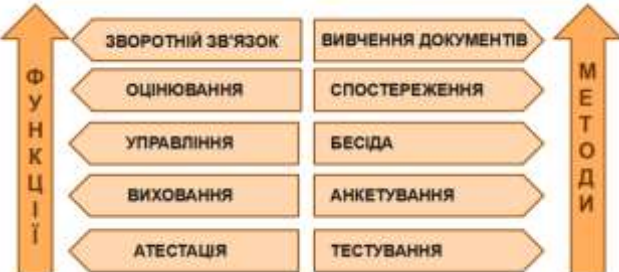 ФУНКЦІЇ
ЗВОРОТНІЙ ЗВ'ЯЗОК
ОЦІНЮВАННЯ
УПРАВЛІННЯ
ВИХОВАННЯ
АТЕСТАЦІЯ
ВИВЧЕННЯ ДОКУМЕНТІВ
СПОСТЕРЕЖЕННЯ
БЕСІДА
АНКЕТУВАННЯ
ТЕСТУВАННЯ
МЕТОДИ